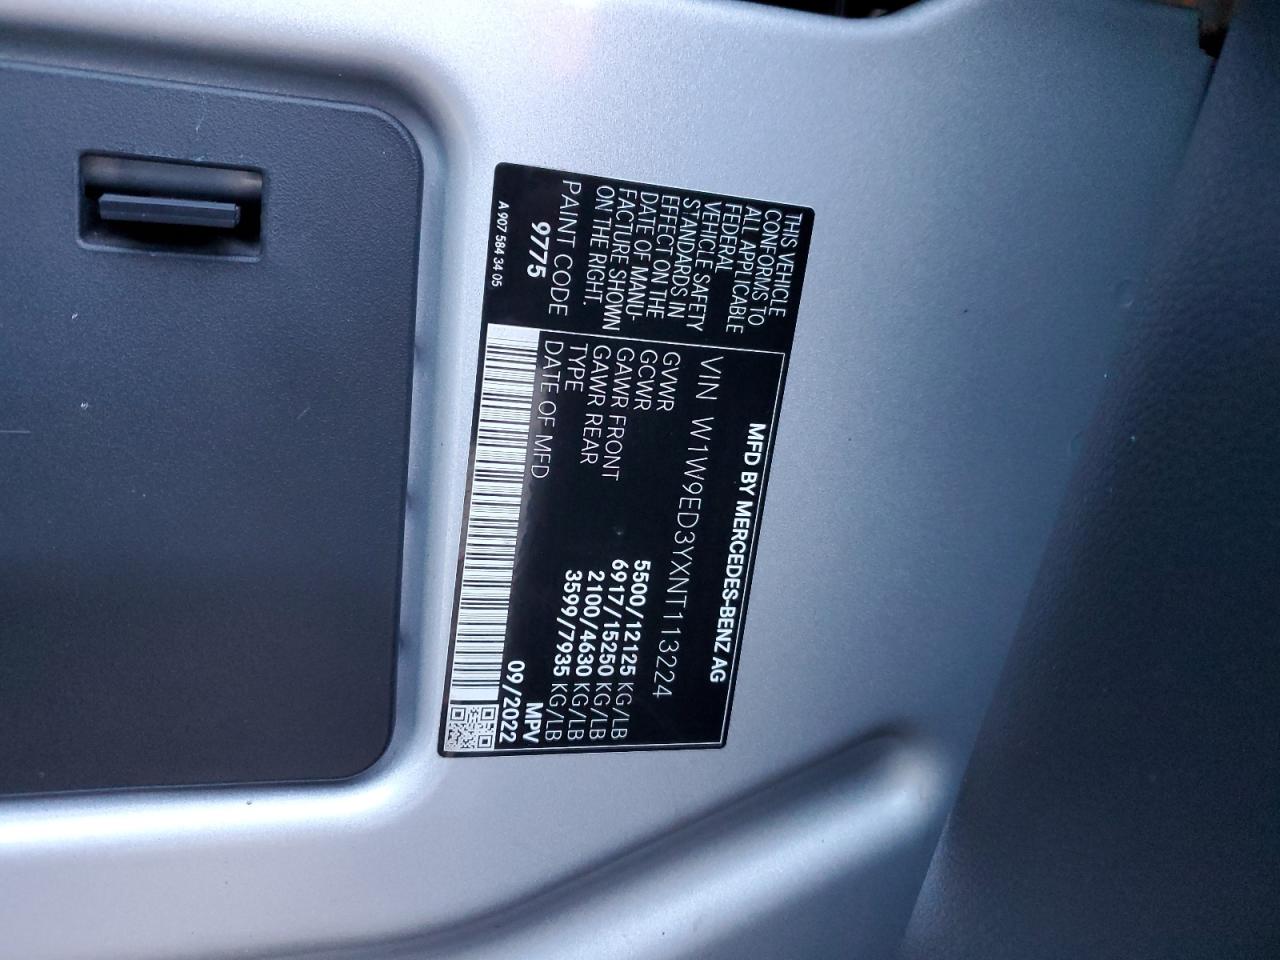 THIS VEHICLE
CONFORMS TO
ALL APPLICABLE
FEDERAL
VEHICLE SAFETY
STANDARDS IN
EFFECT ON THE
DATE OF MANU-
FACTURE SHOWN
ON THE RIGHT.
PAINT CODE
9775
A 907 584 34 05
MFD BY MERCEDES-BENZ AG
VIN W1W9ED3YXNT113224
GVWR 5500/12125 KG/LB
GCWR 6917/15250 KG/LB
GAWR FRONT 2100/4630 KG/LB
GAWR REAR 3599/7935 KG/LB
TYPE MPV
DATE OF MFD 09/2022